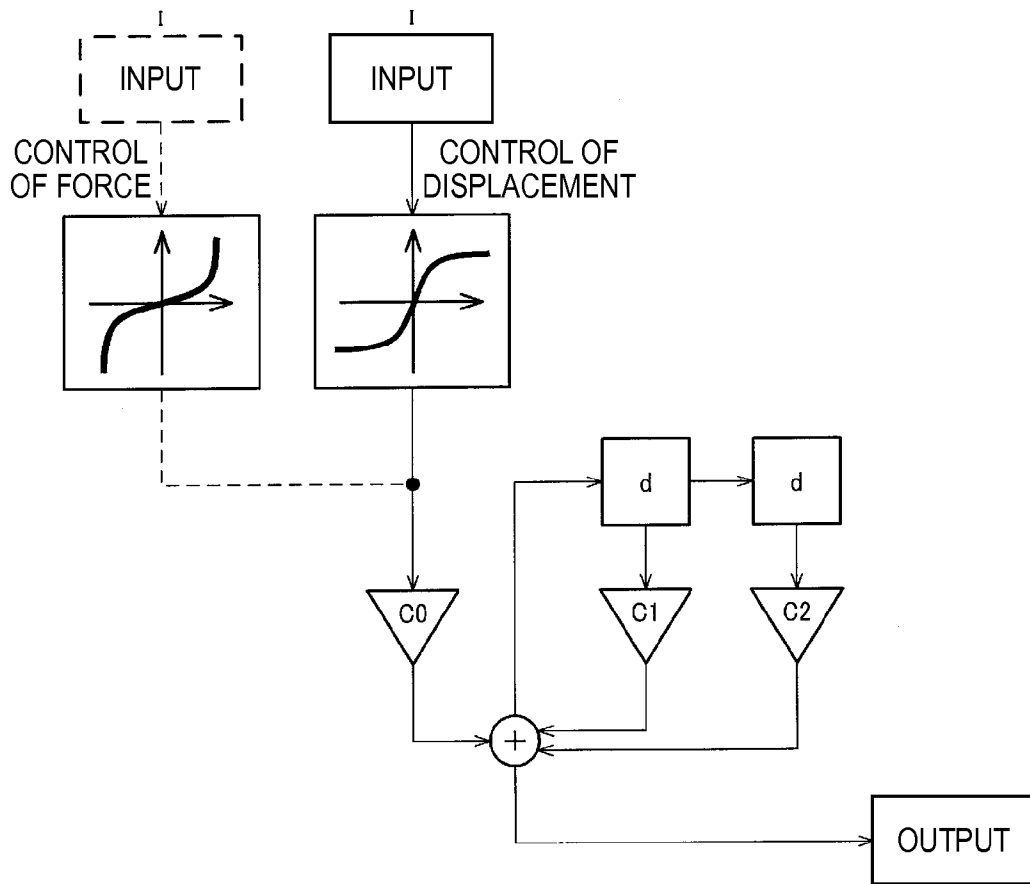 I
I
INPUT
INPUT
CONTROL
OF FORCE
CONTROL OF
DISPLACEMENT
d
d
C0
C1
C2
+
OUTPUT